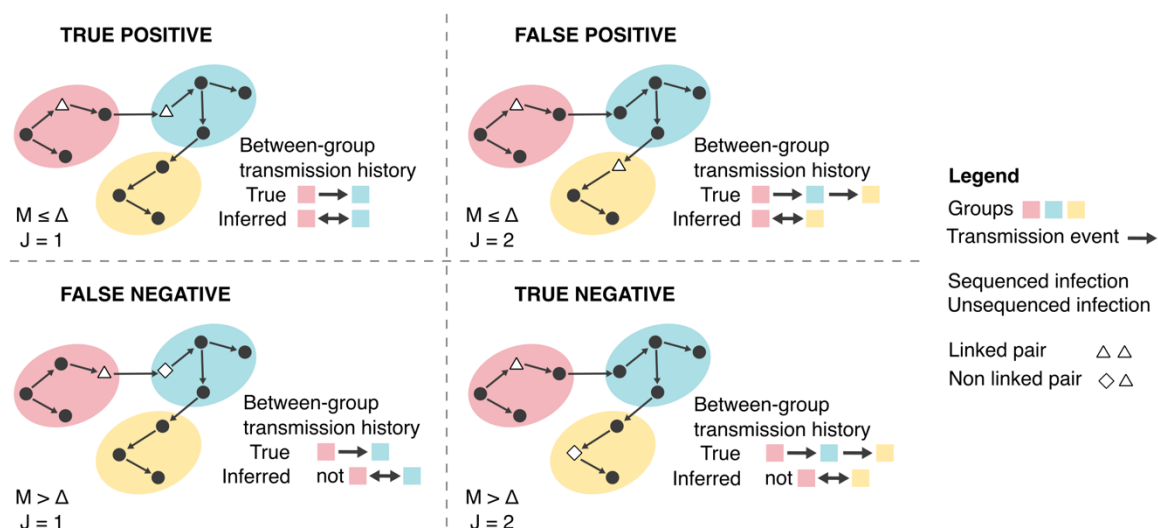 TRUE POSITIVE
Between-group
transmission history
True
Inferred
M ≤ Δ
J = 1
FALSE POSITIVE
Between-group
transmission history
True
Inferred
M ≤ Δ
J = 2
FALSE NEGATIVE
Between-group
transmission history
True
Inferred not
M > Δ
J = 1
TRUE NEGATIVE
Between-group
transmission history
True
Inferred not
M > Δ
J = 2
Legend
Groups
Transmission event
Sequenced infection
Unsequenced infection
Linked pair
Non linked pair